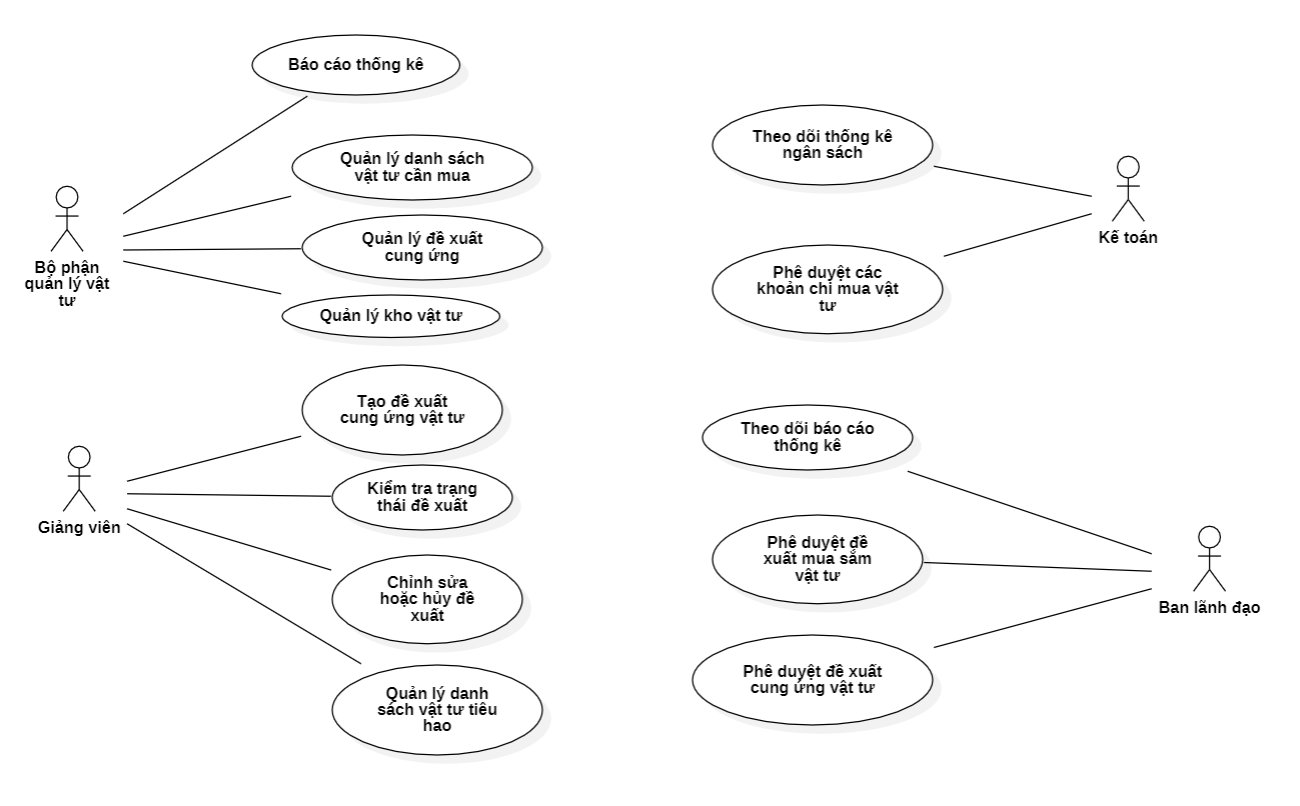 Báo cáo thống kê
Quản lý danh sách
vật tư cần mua
Quản lý đề xuất
cung ứng
Quản lý kho vật tư
Bộ phận
quản lý vật
tư
Tạo đề xuất
cung ứng vật tư
Kiểm tra trạng
thái đề xuất
Chỉnh sửa
hoặc hủy đề
xuất
Quản lý danh
sách vật tư tiêu
hao
Giảng viên
Theo dõi thống kê
ngân sách
Phê duyệt các
khoản chi mua vật
tư
Kế toán
Theo dõi báo cáo
thống kê
Phê duyệt đề
xuất mua sắm
vật tư
Phê duyệt đề xuất
cung ứng vật tư
Ban lãnh đạo